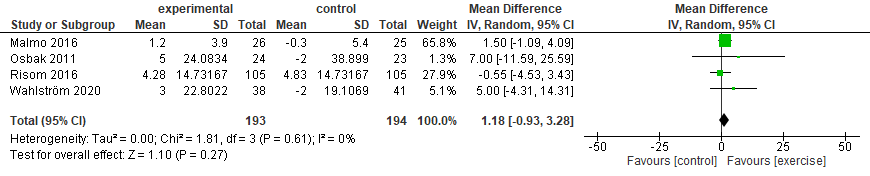 experimental control Mean Difference Mean Difference
Study or Subgroup Mean SD Total Mean SD Total Weight IV, Random, 95% CI IV, Random, 95% CI
Malmo 2016 1.2 3.9 26 -0.3 5.4 25 65.8% 1.50 [-1.09, 4.09]
Osbak 2011 5 24.0834 24 -2 38.899 23 1.3% 7.00 [-11.59, 25.59]
Risom 2016 4.28 14.73167 105 4.83 14.73167 105 27.9% -0.55 [-4.53, 3.43]
Wahlström 2020 3 22.8022 38 -2 19.1069 41 5.1% 5.00 [-4.31, 14.31]
Total (95% CI) 193 194 100.0% 1.18 [-0.93, 3.28]
Heterogeneity: Tau² = 0.00; Chi² = 1.81, df = 3 (P = 0.61); I² = 0%
Test for overall effect: Z = 1.10 (P = 0.27)
-50 -25 0 25 50
Favours [control] Favours [exercise]